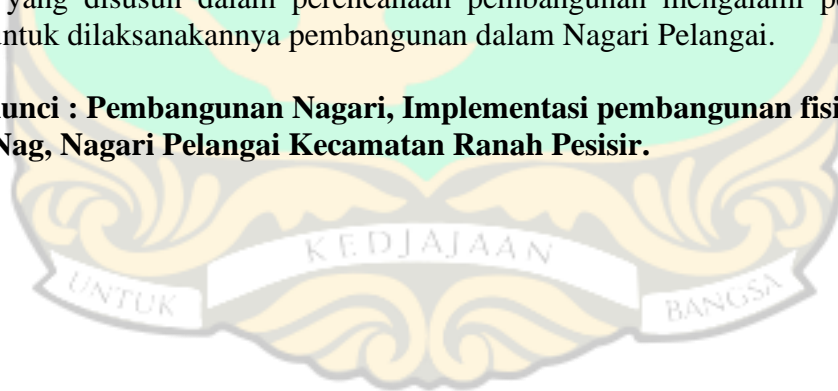 yang disusun dalam perencanaan pembangunan mengalami
untuk dilaksanakannya pembangunan dalam Nagari Pelangai.
unci : Pembangunan Nagari, Implementasi pembangunan fisi
Nag, Nagari Pelangai Kecamatan Ranah Pesisir.
UNTUK KEDJAJAAN BANGSA